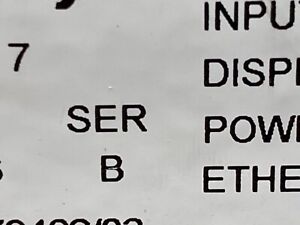 INPU
7
DISP
SER
POW
B
ETHE